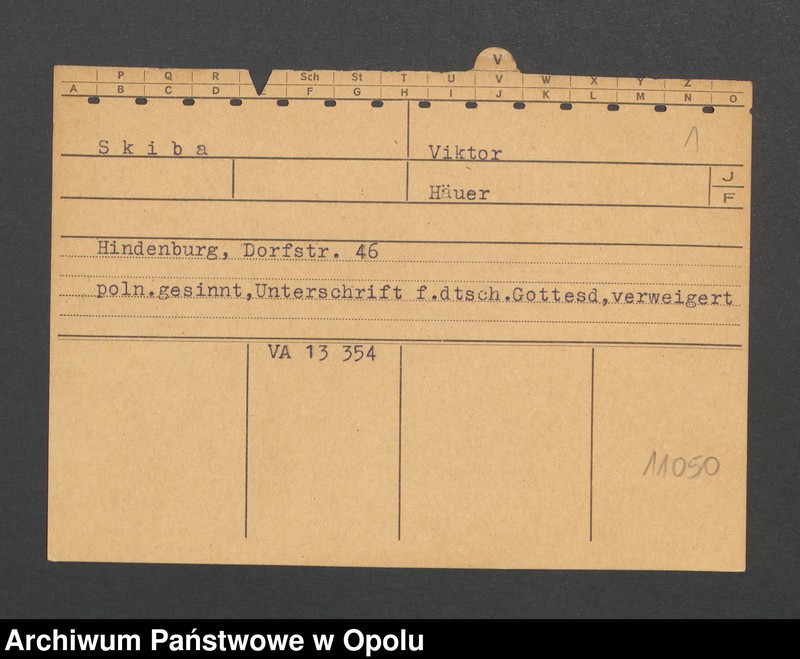 V
P Q R Sch St T U V W X Y Z
A B C D F G H I J K L M N O
S k i b a
Viktor
1
Häuer
J
F
Hindenburg, Dorfstr. 46
poln.gesinnt,Unterschrift f.dtsch.Gottesd,verweigert
VA 13 354
11050
Archiwum Państwowe w Opolu